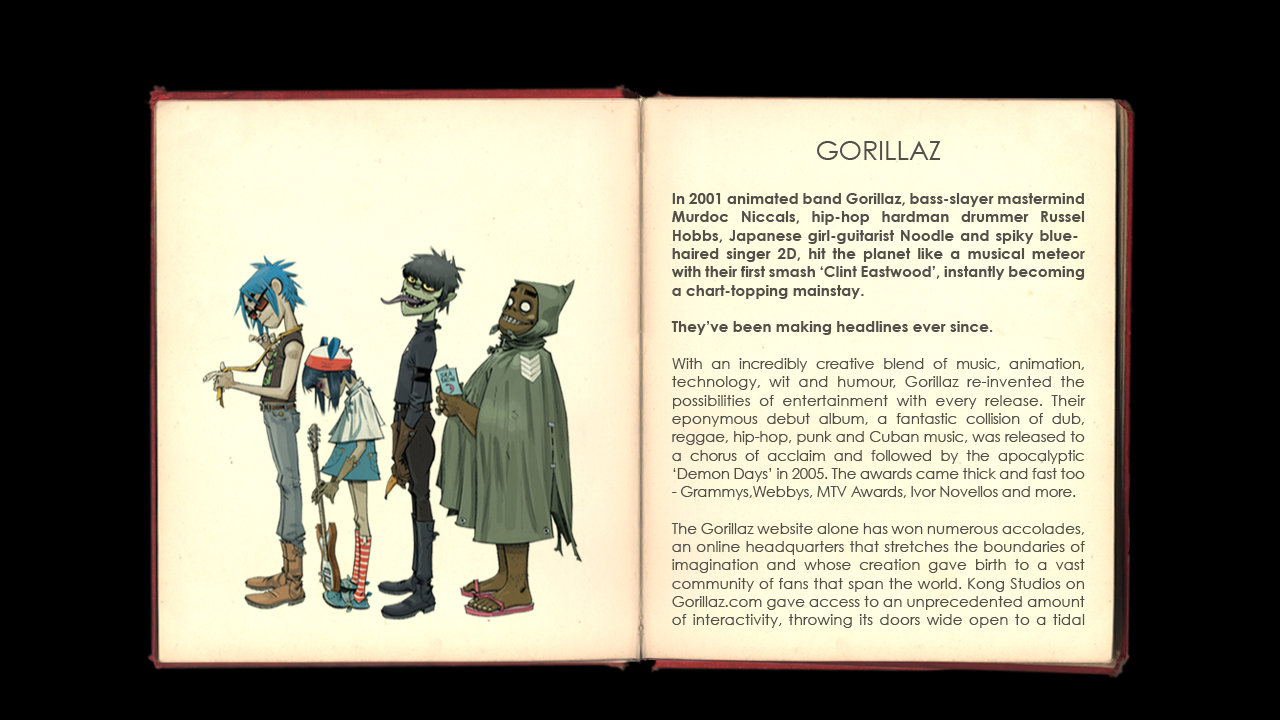 GORILLAZ
In 2001 animated band Gorillaz, bass-slayer mastermind
Murdoc Niccals, hip-hop hardman drummer Russel
Hobbs, Japanese girl-guitarist Noodle and spiky blue-
haired singer 2D, hit the planet like a musical meteor
with their first smash ‘Clint Eastwood’, instantly becoming
a chart-topping mainstay.
They’ve been making headlines ever since.
With an incredibly creative blend of music, animation,
technology, wit and humour, Gorillaz re-invented the
possibilities of entertainment with every release. Their
eponymous debut album, a fantastic collision of dub,
reggae, hip-hop, punk and Cuban music, was released to
a chorus of acclaim and followed by the apocalyptic
‘Demon Days’ in 2005. The awards came thick and fast too
- Grammys,Webbys, MTV Awards, Ivor Novellos and more.
The Gorillaz website alone has won numerous accolades,
an online headquarters that stretches the boundaries of
imagination and whose creation gave birth to a vast
community of fans that span the world. Kong Studios on
Gorillaz.com gave access to an unprecedented amount
of interactivity, throwing its doors wide open to a tidal